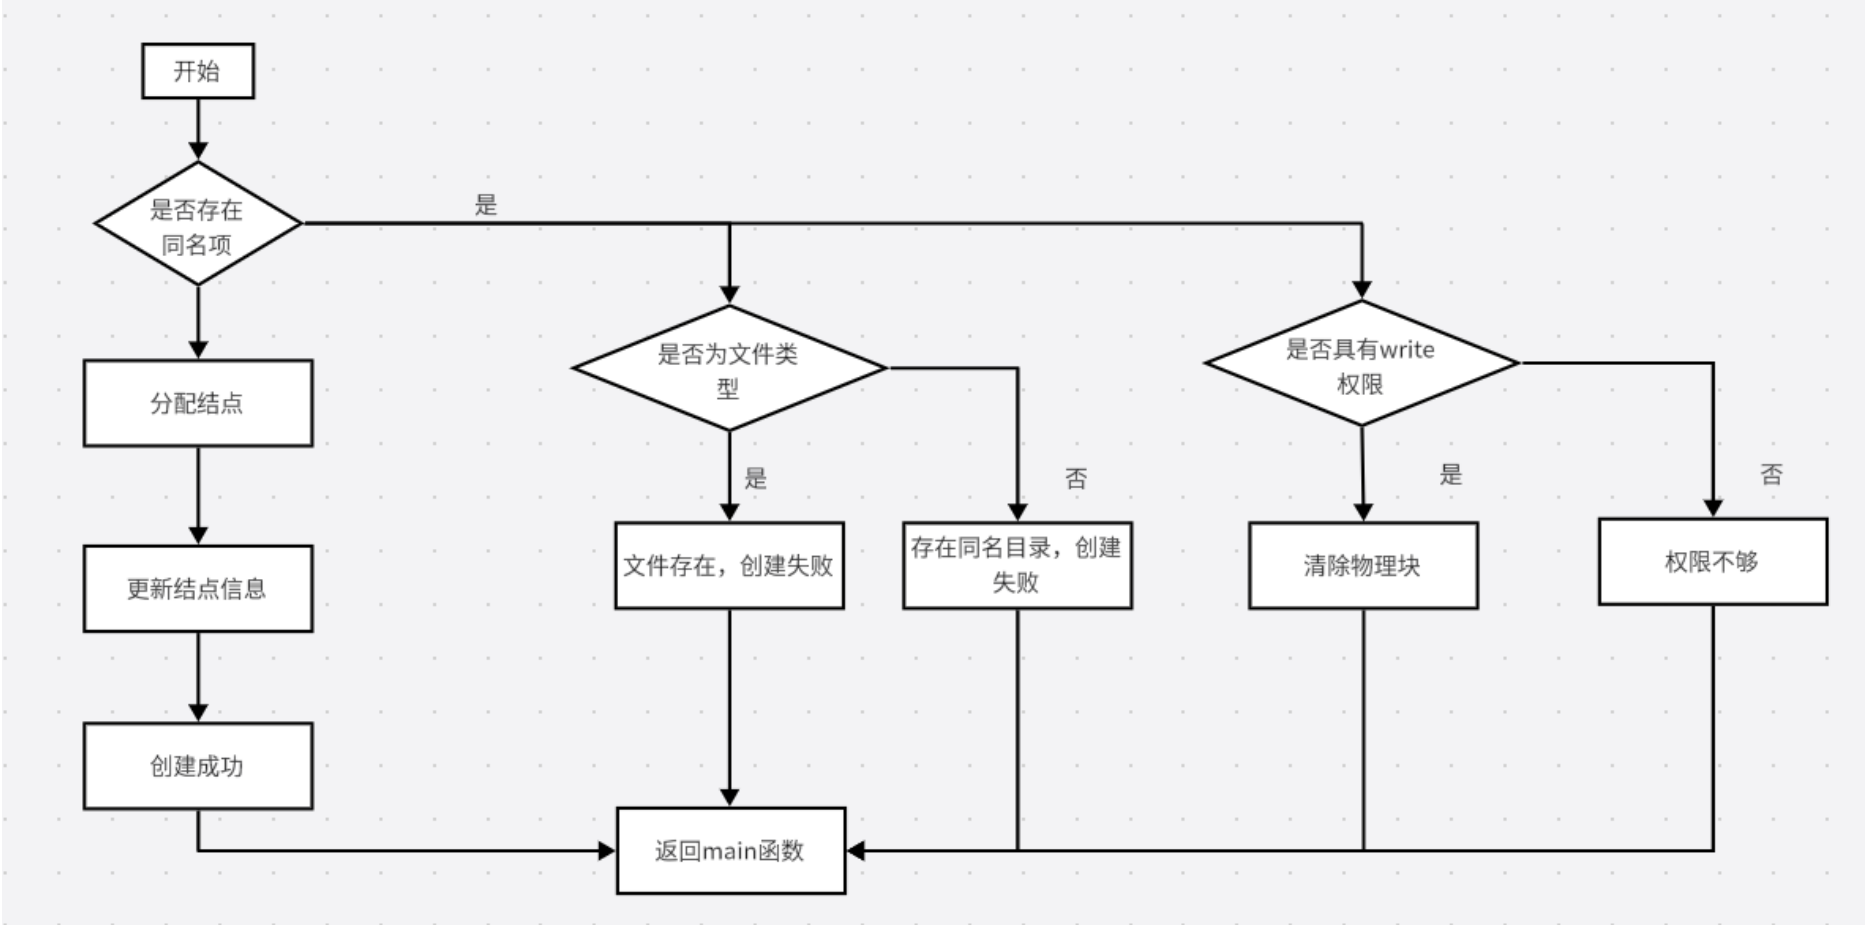 开始
是否存在
同名项
是
分配结点
更新结点信息
创建成功
是否为文件类
型
是
否
文件存在，创建失败
存在同名目录，创建
失败
是否具有write
权限
是
否
清除物理块
权限不够
返回main函数